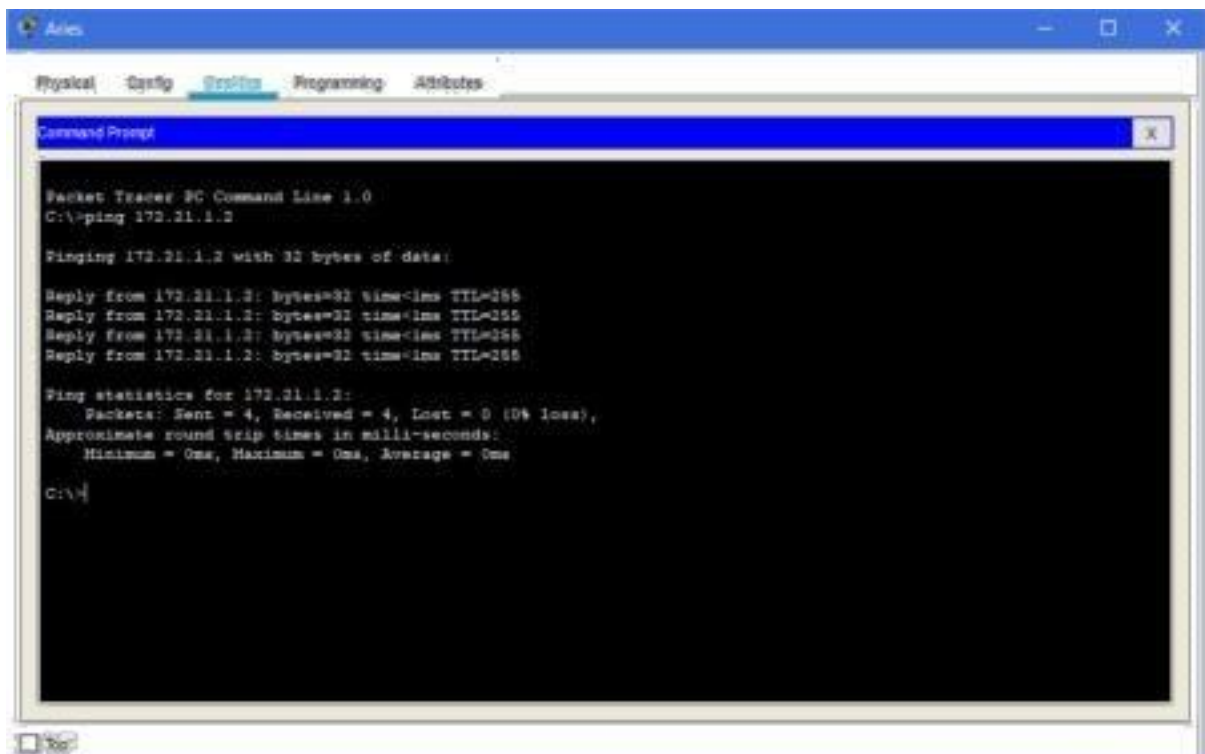 Aries
Physical Config Desktop Programming Attributes
Command Prompt X
Packet Tracer PC Command Line 1.0
C:\>ping 172.21.1.2
Pinging 172.21.1.2 with 32 bytes of data:
Reply from 172.21.1.2: bytes=32 time<1ms TTL=255
Reply from 172.21.1.2: bytes=32 time<1ms TTL=255
Reply from 172.21.1.2: bytes=32 time<1ms TTL=255
Reply from 172.21.1.2: bytes=32 time<1ms TTL=255
Ping statistics for 172.21.1.2:
Packets: Sent = 4, Received = 4, Lost = 0 (0% loss),
Approximate round trip times in milli-seconds:
Minimum = 0ms, Maximum = 0ms, Average = 0ms
C:\>
Top